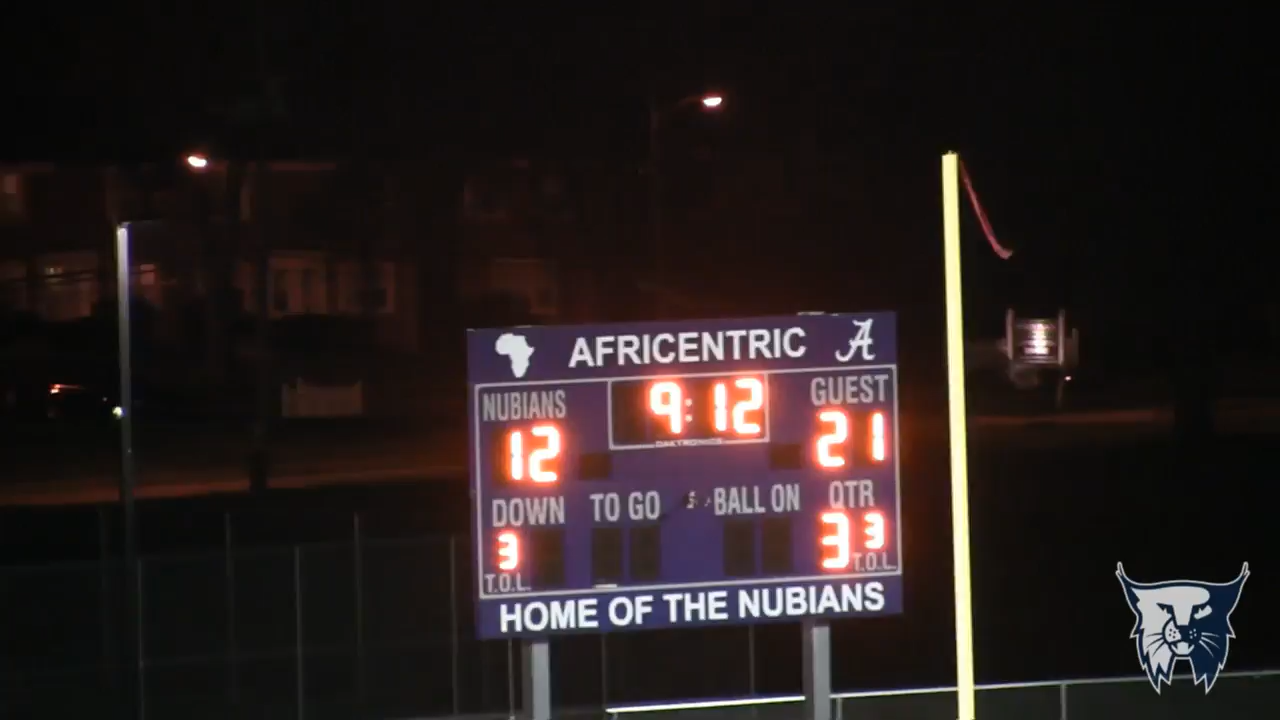 AFRICENTRIC A
NUBIANS 9:12 GUEST
DAKTRONICS
12 21
DOWN TO GO BALL ON QTR
3 3 3
T.O.L. T.O.L.
HOME OF THE NUBIANS